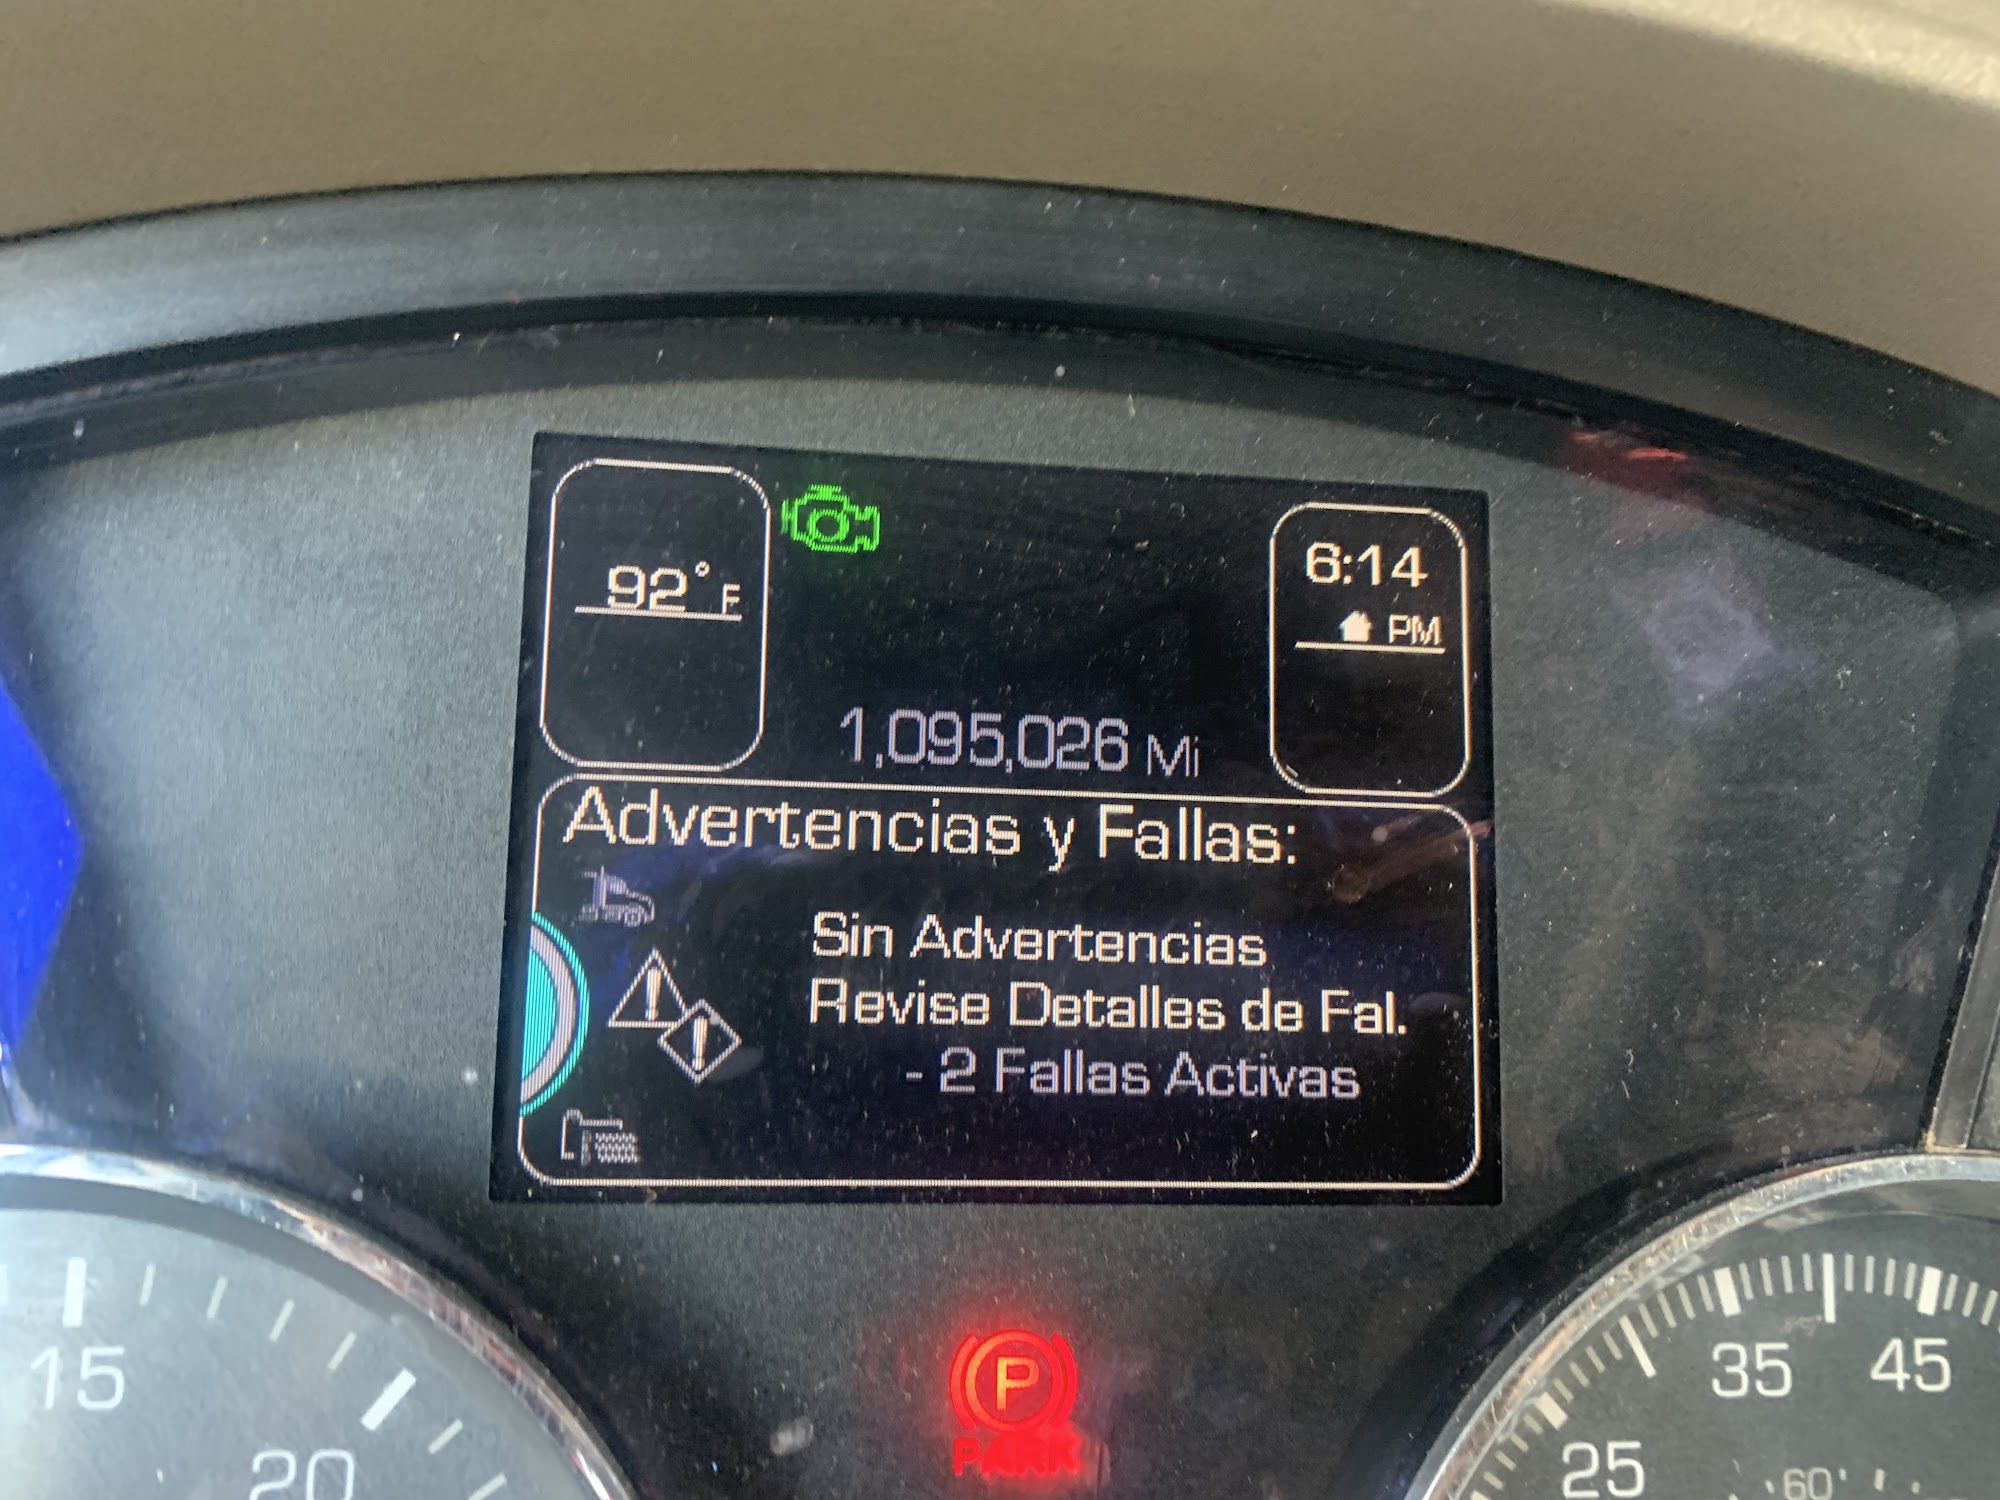 92° F
6:14
PM
1,095,026 Mi
Advertencias y Fallas:
Sin Advertencias
Revise Detalles de Fal.
- 2 Fallas Activas
P
PARK
15
20
25
35
45
60